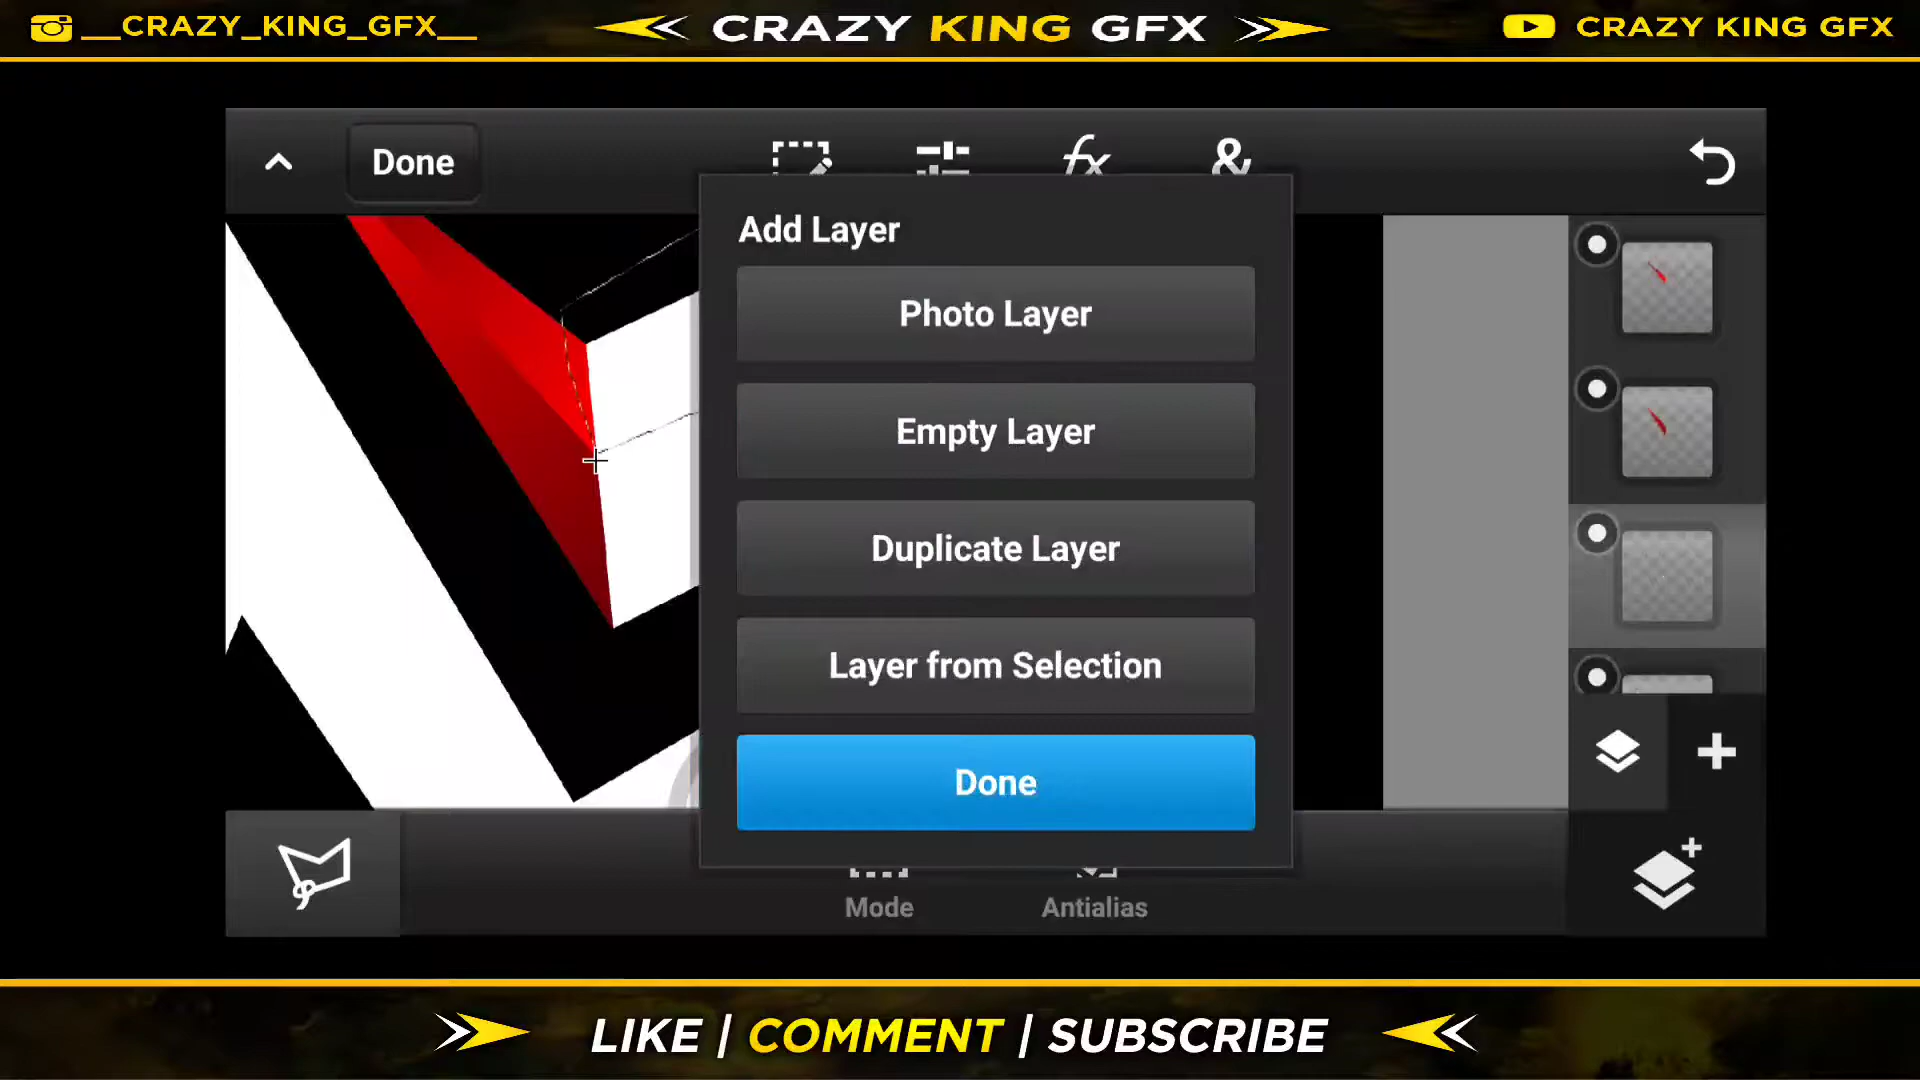 __CRAZY_KING_GFX__
CRAZY KING GFX
CRAZY KING GFX
Done
fx
&
Add Layer
Photo Layer
Empty Layer
Duplicate Layer
Layer from Selection
Done
Mode
Antialias
LIKE | COMMENT | SUBSCRIBE